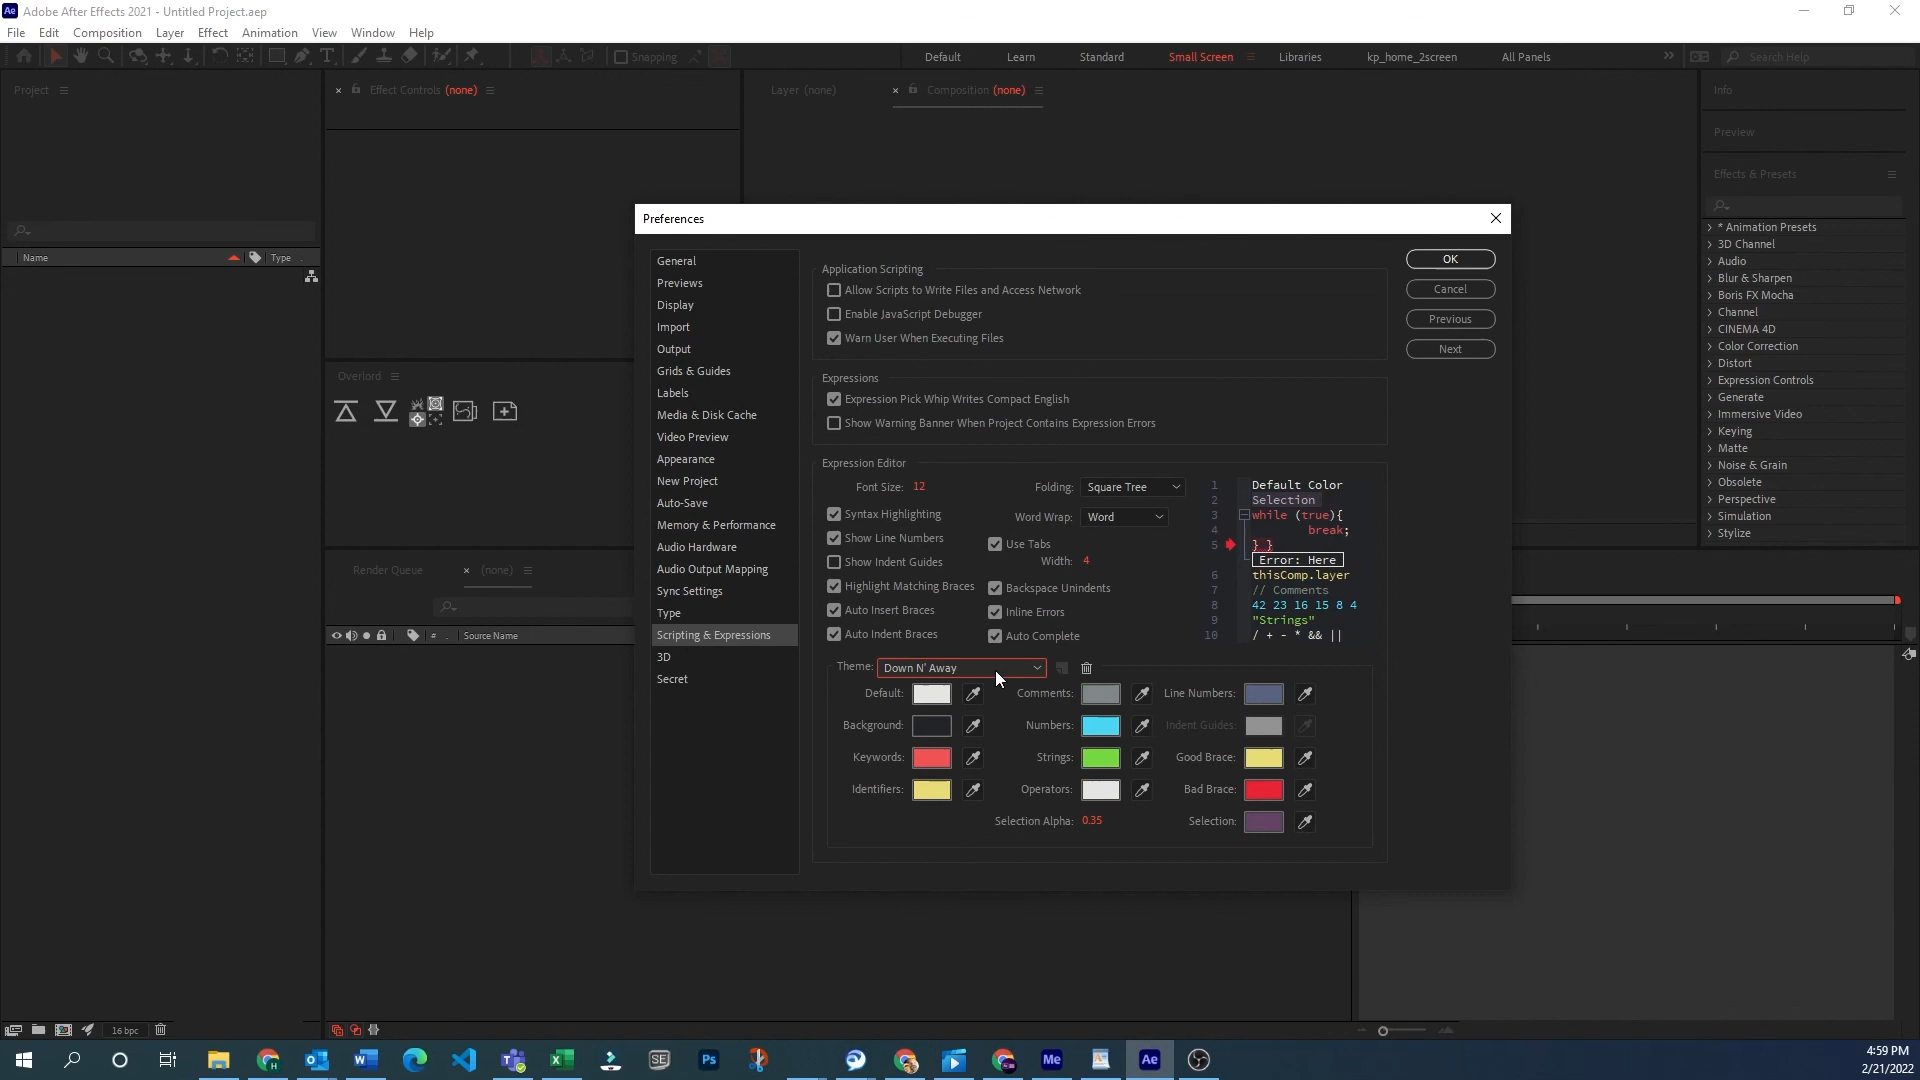 Ae Adobe After Effects 2021 - Untitled Project.aep
File Edit Composition Layer Effect Animation View Window Help
Snapping
Default Learn Standard Small Screen Libraries kp_home_2screen All Panels Search Help
Project
Effect Controls (none)
Layer (none)
Composition (none)
Info
Preview
Effects & Presets
* Animation Presets
3D Channel
Audio
Blur & Sharpen
Boris FX Mocha
Channel
CINEMA 4D
Color Correction
Distort
Expression Controls
Generate
Immersive Video
Keying
Matte
Noise & Grain
Obsolete
Perspective
Simulation
Stylize
Name Type
Overlord
Render Queue (none)
# Source Name
Preferences
General
Previews
Display
Import
Output
Grids & Guides
Labels
Media & Disk Cache
Video Preview
Appearance
New Project
Auto-Save
Memory & Performance
Audio Hardware
Audio Output Mapping
Sync Settings
Type
Scripting & Expressions
3D
Secret
Application Scripting
Allow Scripts to Write Files and Access Network
Enable JavaScript Debugger
Warn User When Executing Files
Expressions
Expression Pick Whip Writes Compact English
Show Warning Banner When Project Contains Expression Errors
Expression Editor
Font Size: 12
Folding: Square Tree
Syntax Highlighting
Word Wrap: Word
Show Line Numbers
Use Tabs
Show Indent Guides
Width: 4
Highlight Matching Braces
Backspace Unindents
Auto Insert Braces
Inline Errors
Auto Indent Braces
Auto Complete
1 Default Color
2 Selection
3 while (true){
4 break;
5 } }
Error: Here
6 thisComp.layer
7 // Comments
8 42 23 16 15 8 4
9 "Strings"
10 / + - * && ||
Theme: Down N' Away
Default: Comments: Line Numbers:
Background: Numbers: Indent Guides:
Keywords: Strings: Good Brace:
Identifiers: Operators: Bad Brace:
Selection Alpha: 0.35 Selection:
OK
Cancel
Previous
Next
16 bpc
SE Ps Me Ae
4:59 PM
2/21/2022